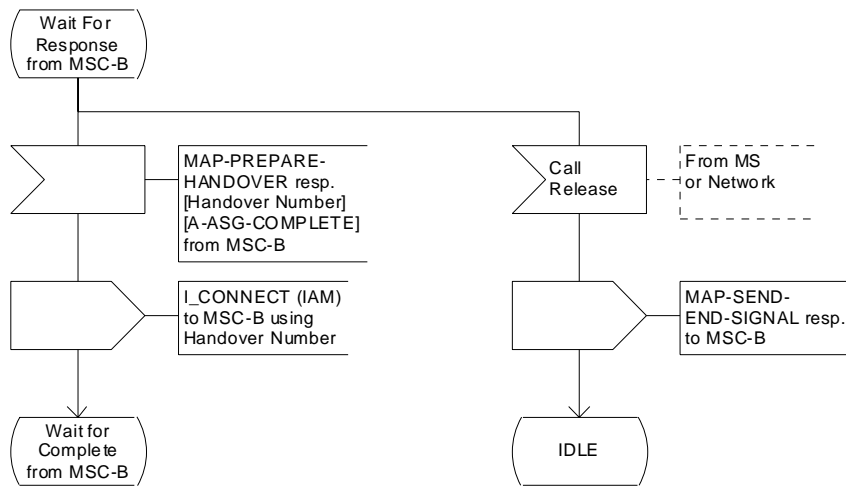 Wait For
Response
from MSC-B
MAP-PREPARE-
HANDOVER resp.
[Handover Number]
[A-ASG-COMPLETE]
from MSC-B
Call
Release
From MS
or Network
I_CONNECT (IAM)
to MSC-B using
Handover Number
MAP-SEND-
END-SIGNAL resp.
to MSC-B
Wait for
Complete
from MSC-B
IDLE